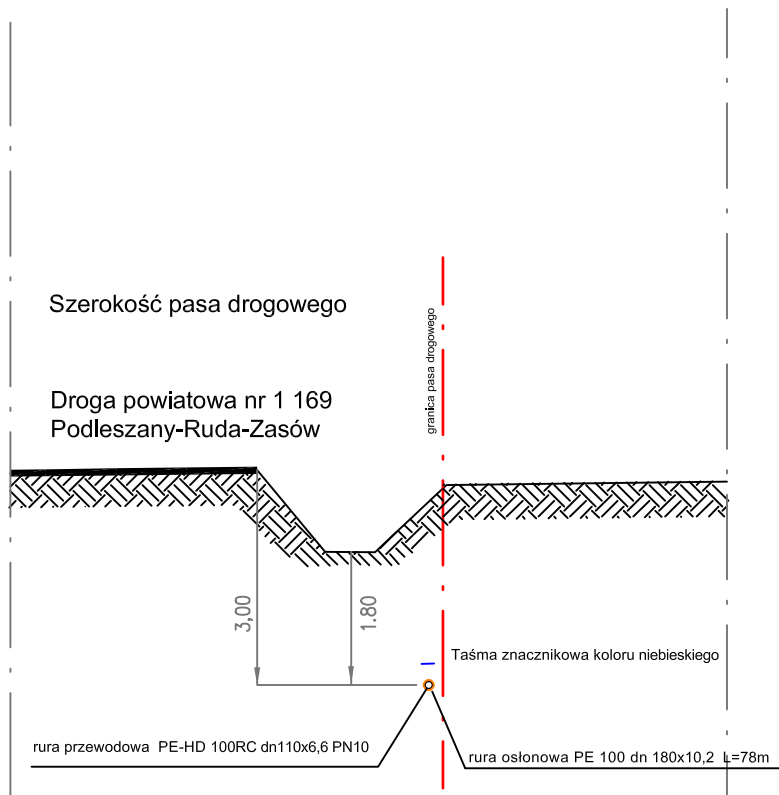 Szerokość pasa drogowego
granica pasa drogowego
Droga powiatowa nr 1 169
Podleszany-Ruda-Zasów
3,00
1.80
Taśma znacznikowa koloru niebieskiego
rura przewodowa PE-HD 100RC dn110x6,6 PN10
rura osłonowa PE 100 dn 180x10,2 L=78m